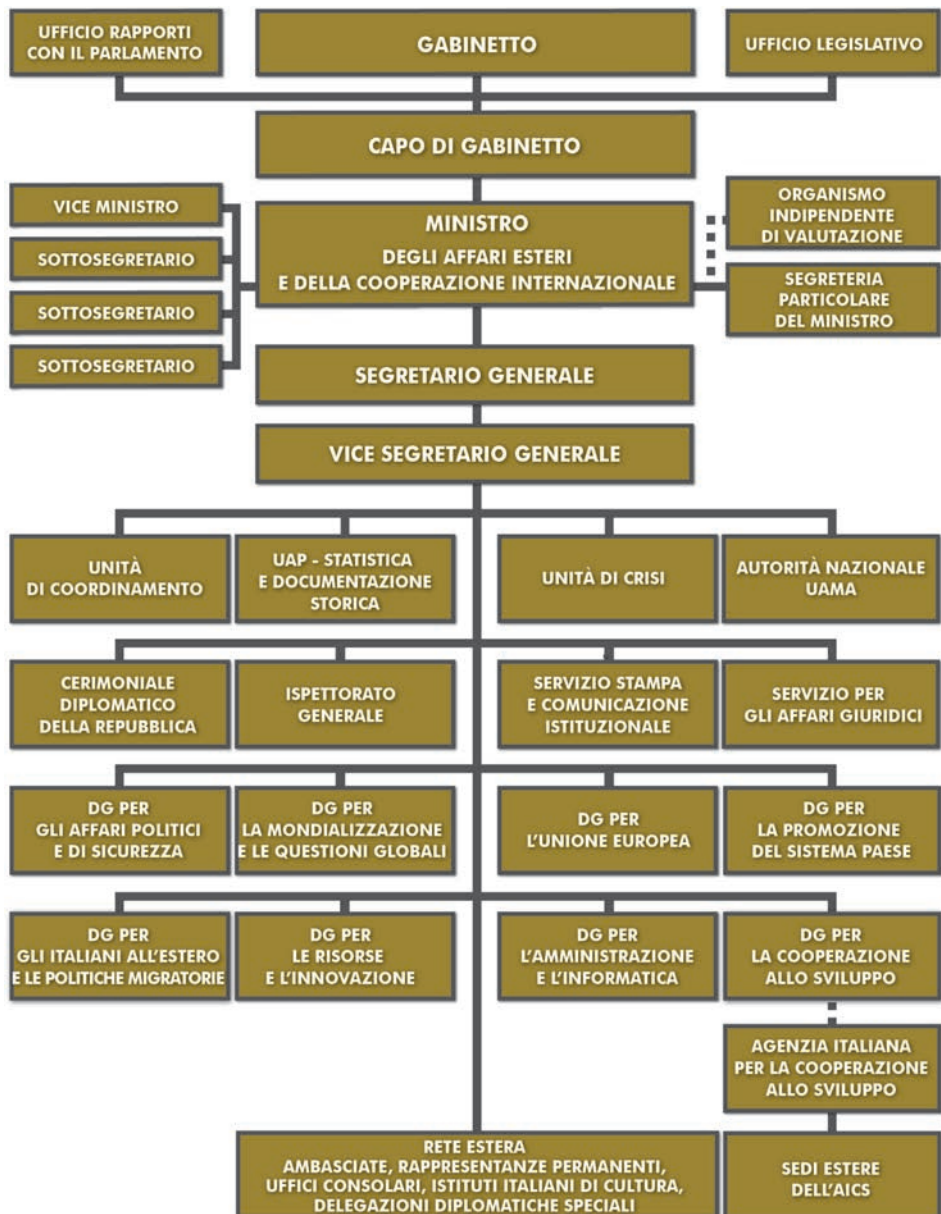 UFFICIO RAPPORTI
CON IL PARLAMENTO
GABINETTO
UFFICIO LEGISLATIVO
CAPO DI GABINETTO
VICE MINISTRO
SOTTOSEGRETARIO
SOTTOSEGRETARIO
SOTTOSEGRETARIO
MINISTRO
DEGLI AFFARI ESTERI
E DELLA COOPERAZIONE INTERNAZIONALE
ORGANISMO
INDIPENDENTE
DI VALUTAZIONE
SEGRETERIA
PARTICOLARE
DEL MINISTRO
SEGRETARIO GENERALE
VICE SEGRETARIO GENERALE
UNITÀ
DI COORDINAMENTO
UAP - STATISTICA
E DOCUMENTAZIONE
STORICA
UNITÀ DI CRISI
AUTORITÀ NAZIONALE
UAMA
CERIMONIALE
DIPLOMATICO
DELLA REPUBBLICA
ISPETTORATO
GENERALE
SERVIZIO STAMPA
E COMUNICAZIONE
ISTITUZIONALE
SERVIZIO PER
GLI AFFARI GIURIDICI
DG PER
GLI AFFARI POLITICI
E DI SICUREZZA
DG PER
LA MONDIALIZZAZIONE
E LE QUESTIONI GLOBALI
DG PER
L'UNIONE EUROPEA
DG PER
LA PROMOZIONE
DEL SISTEMA PAESE
DG PER
GLI ITALIANI ALL'ESTERO
E LE POLITICHE MIGRATORIE
DG PER
LE RISORSE
E L'INNOVAZIONE
DG PER
L'AMMINISTRAZIONE
E L'INFORMATICA
DG PER
LA COOPERAZIONE
ALLO SVILUPPO
AGENZIA ITALIANA
PER LA COOPERAZIONE
ALLO SVILUPPO
RETE ESTERA
AMBASCIATE, RAPPRESENTANZE PERMANENTI,
UFFICI CONSOLARI, ISTITUTI ITALIANI DI CULTURA,
DELEGAZIONI DIPLOMATICHE SPECIALI
SEDI ESTERE
DELL'AICS